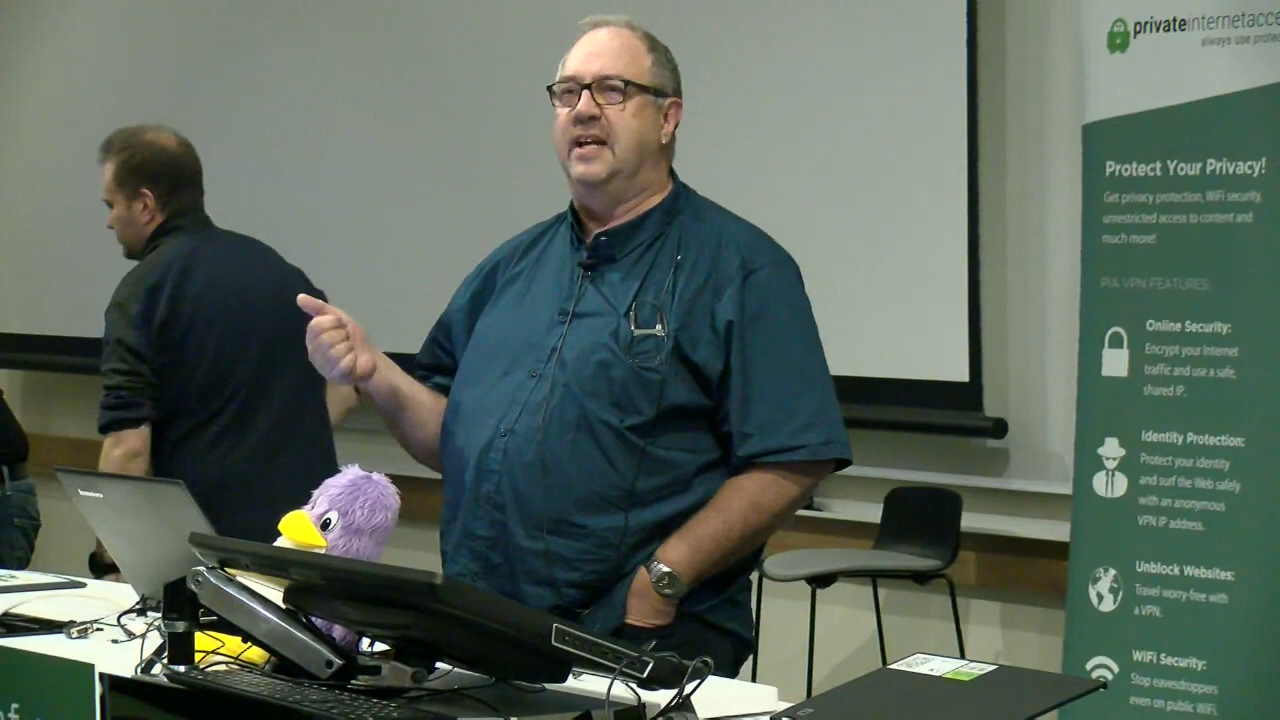 privateinternetacce
always use protec
Protect Your Privacy!
Get privacy protection, WiFi security,
unrestricted access to content and
much more!
PIA VPN FEATURES:
Online Security:
Encrypt your Internet
traffic and use a safe,
shared IP.
Identity Protection:
Protect your identity
and surf the Web safely
with an anonymous
VPN IP address.
Unblock Websites:
Travel worry-free with
a VPN.
WiFi Security:
Stop eavesdroppers
even on public WiFi.
lenovo
of